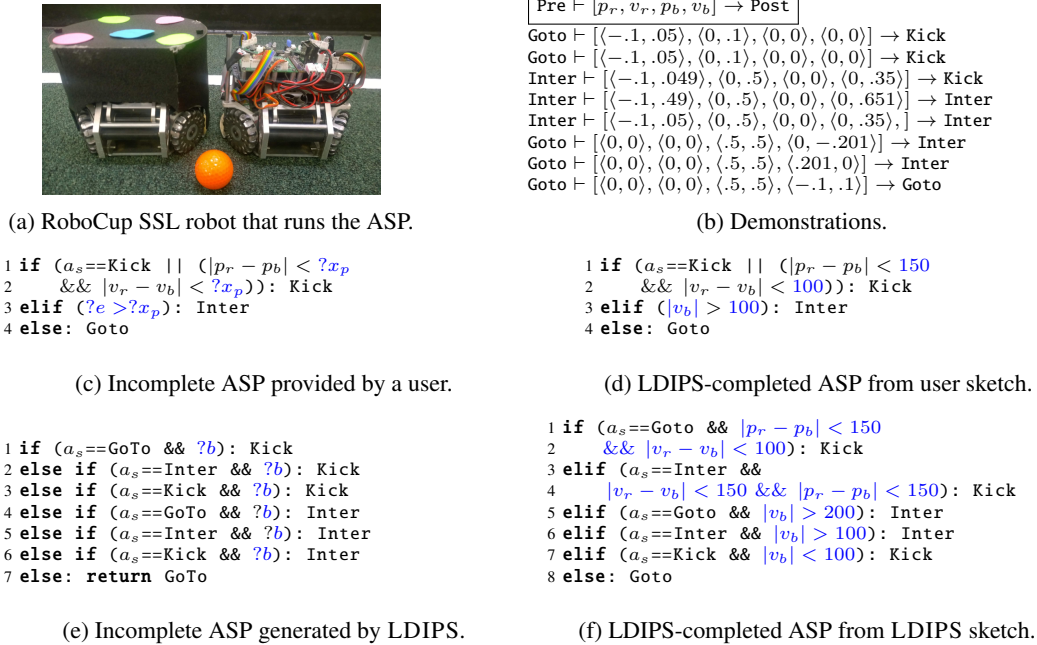 Pre ⊢ [p_r, v_r, p_b, v_b] → Post
Goto ⊢ [⟨−.1, .05⟩, ⟨0, .1⟩, ⟨0, 0⟩, ⟨0, 0⟩] → Kick
Goto ⊢ [⟨−.1, .05⟩, ⟨0, .1⟩, ⟨0, 0⟩, ⟨0, 0⟩] → Kick
Inter ⊢ [⟨−.1, .049⟩, ⟨0, .5⟩, ⟨0, 0⟩, ⟨0, .35⟩] → Kick
Inter ⊢ [⟨−.1, .49⟩, ⟨0, .5⟩, ⟨0, 0⟩, ⟨0, .651⟩] → Inter
Inter ⊢ [⟨−.1, .05⟩, ⟨0, .5⟩, ⟨0, 0⟩, ⟨0, .35⟩, ] → Inter
Goto ⊢ [⟨0, 0⟩, ⟨0, 0⟩, ⟨.5, .5⟩, ⟨0, −.201⟩] → Inter
Goto ⊢ [⟨0, 0⟩, ⟨0, 0⟩, ⟨.5, .5⟩, ⟨.201, 0⟩] → Inter
Goto ⊢ [⟨0, 0⟩, ⟨0, 0⟩, ⟨.5, .5⟩, ⟨−.1, .1⟩] → Goto
(a) RoboCup SSL robot that runs the ASP.
(b) Demonstrations.
1 if (a_s==Kick || (|p_r − p_b| < ?x_p
2 && |v_r − v_b| < ?x_p)): Kick
3 elif (?e >?x_p): Inter
4 else: Goto
(c) Incomplete ASP provided by a user.
1 if (a_s==Kick || (|p_r − p_b| < 150
2 && |v_r − v_b| < 100)): Kick
3 elif (|v_b| > 100): Inter
4 else: Goto
(d) LDIPS-completed ASP from user sketch.
1 if (a_s==GoTo && ?b): Kick
2 else if (a_s==Inter && ?b): Kick
3 else if (a_s==Kick && ?b): Kick
4 else if (a_s==GoTo && ?b): Inter
5 else if (a_s==Inter && ?b): Inter
6 else if (a_s==Kick && ?b): Inter
7 else: return GoTo
(e) Incomplete ASP generated by LDIPS.
1 if (a_s==Goto && |p_r − p_b| < 150
2 && |v_r − v_b| < 100): Kick
3 elif (a_s==Inter &&
4 |v_r − v_b| < 150 && |p_r − p_b| < 150): Kick
5 elif (a_s==Goto && |v_b| > 200): Inter
6 elif (a_s==Inter && |v_b| > 100): Inter
7 elif (a_s==Kick && |v_b| < 100): Kick
8 else: Goto
(f) LDIPS-completed ASP from LDIPS sketch.